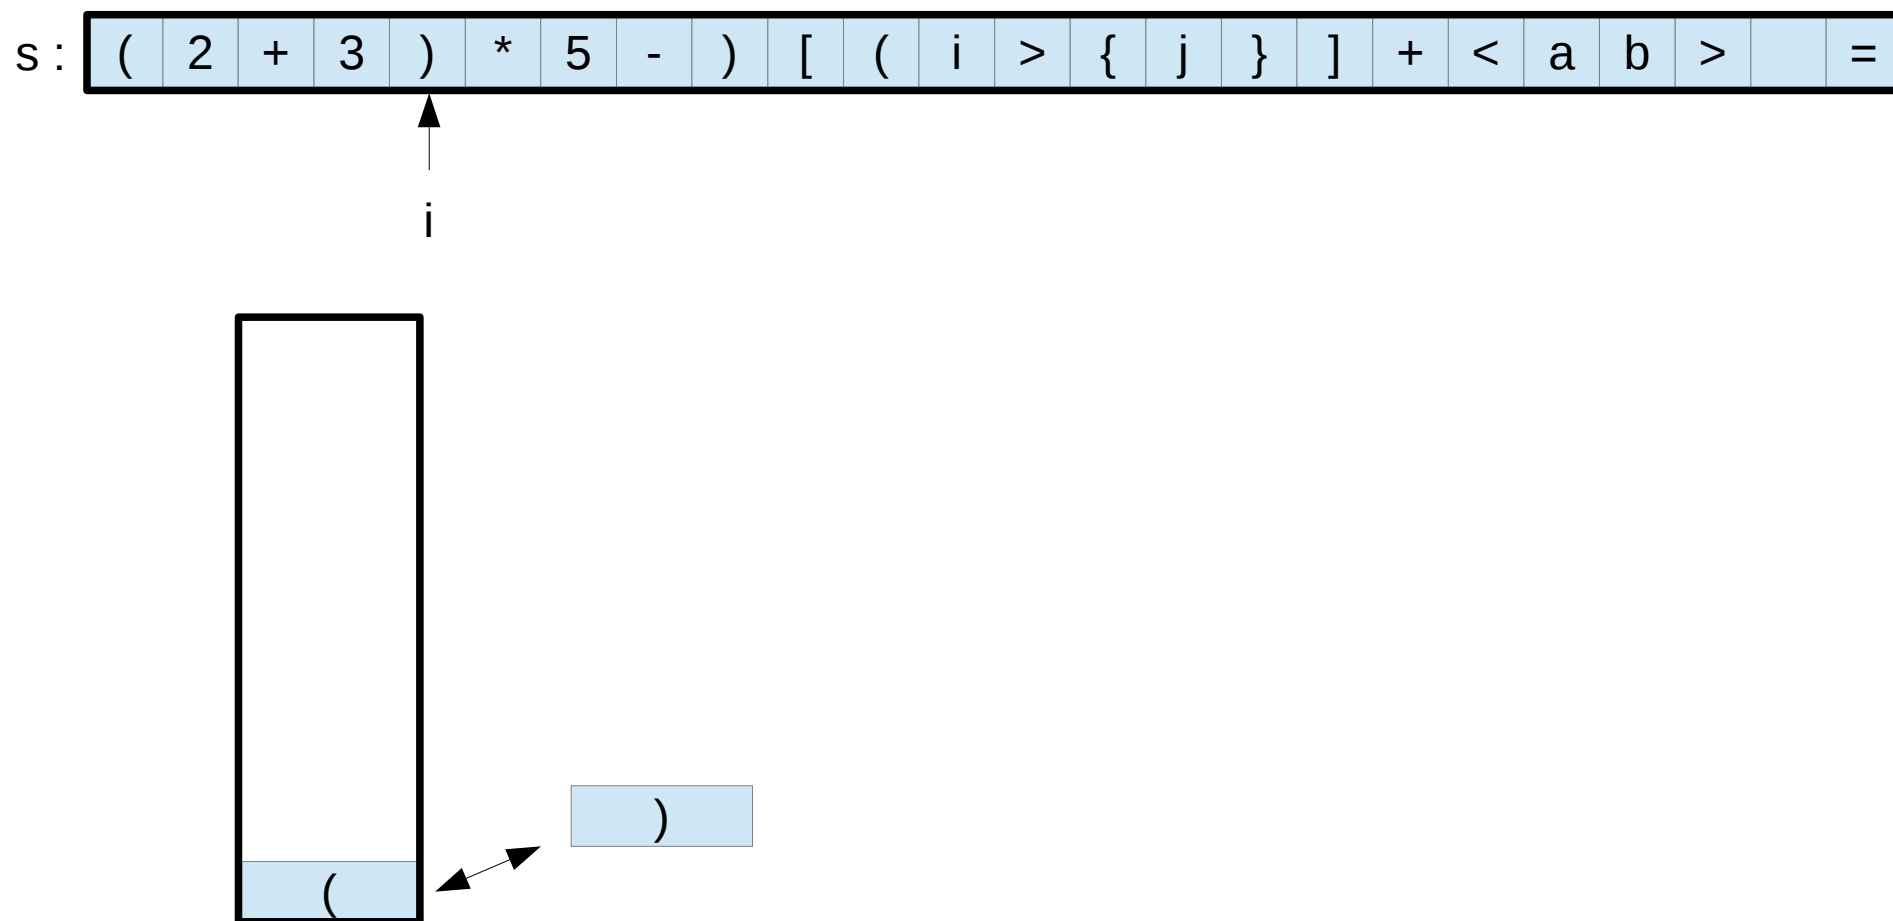 s : ( 2 + 3 ) * 5 - ) [ ( i > { j } ] + < a b > =
i
)
(